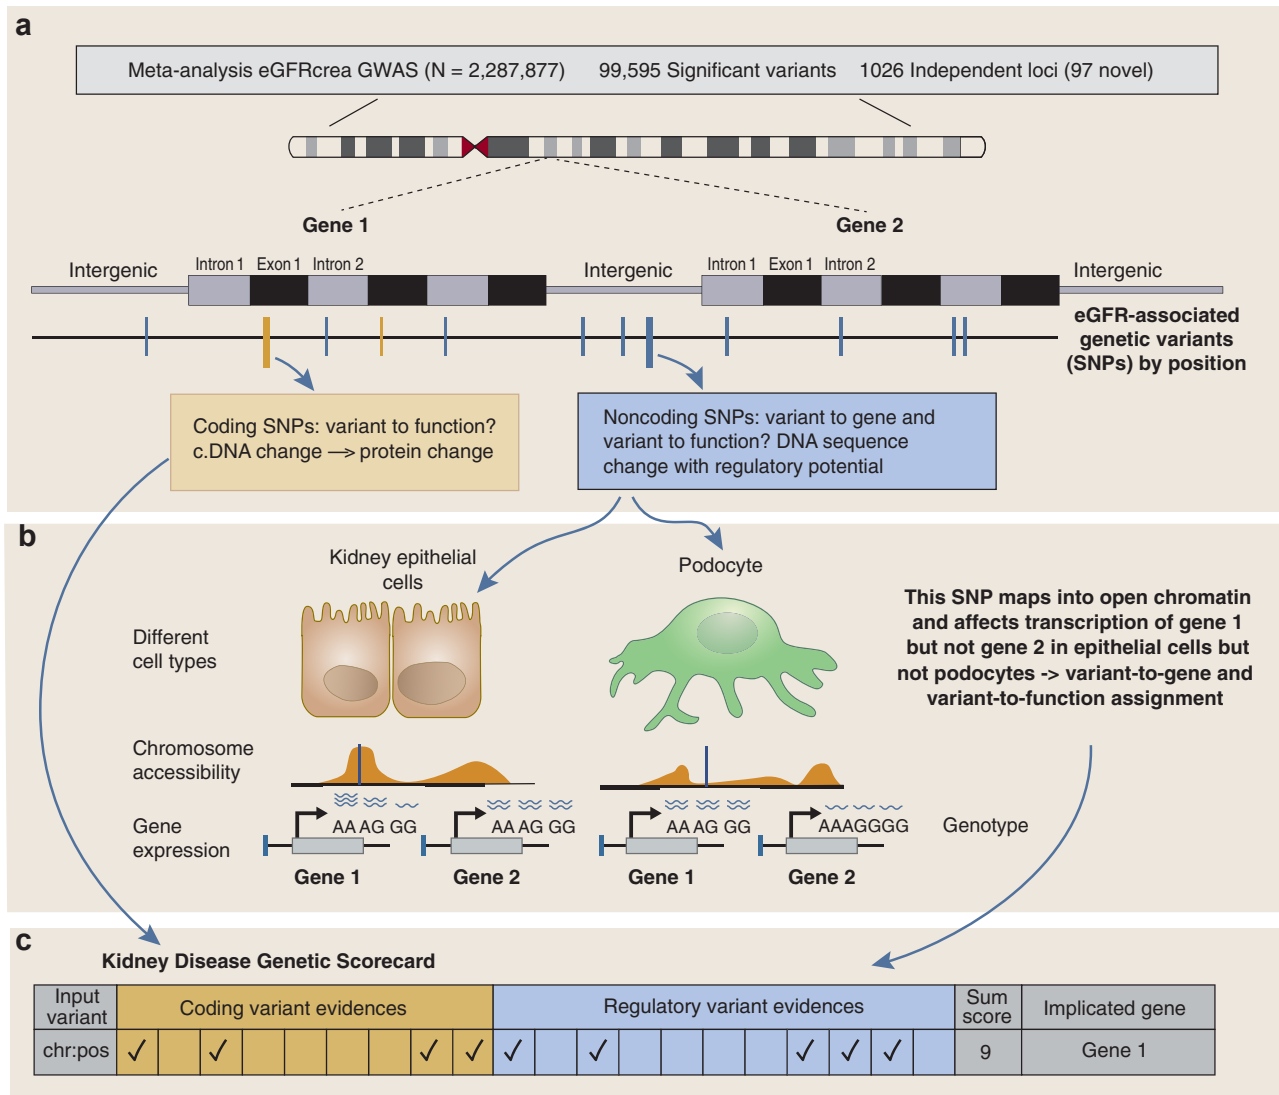 a
Meta-analysis eGFRcrea GWAS (N = 2,287,877) 99,595 Significant variants 1026 Independent loci (97 novel)
Gene 1
Gene 2
Intergenic
Intron 1 Exon 1 Intron 2
Intergenic
Intron 1 Exon 1 Intron 2
Intergenic
eGFR-associated
genetic variants
(SNPs) by position
Coding SNPs: variant to function?
c.DNA change —> protein change
Noncoding SNPs: variant to gene and
variant to function? DNA sequence
change with regulatory potential
b
Kidney epithelial
cells
Podocyte
Different
cell types
This SNP maps into open chromatin
and affects transcription of gene 1
but not gene 2 in epithelial cells but
not podocytes -> variant-to-gene and
variant-to-function assignment
Chromosome
accessibility
Gene
expression
AA AG GG
AA AG GG
AA AG GG
AAAGGGG
Genotype
Gene 1
Gene 2
Gene 1
Gene 2
c
Kidney Disease Genetic Scorecard
Input
variant
Coding variant evidences
Regulatory variant evidences
Sum
score
Implicated gene
chr:pos
✓ ✓ ✓ ✓ ✓ ✓ ✓ ✓ ✓
9
Gene 1